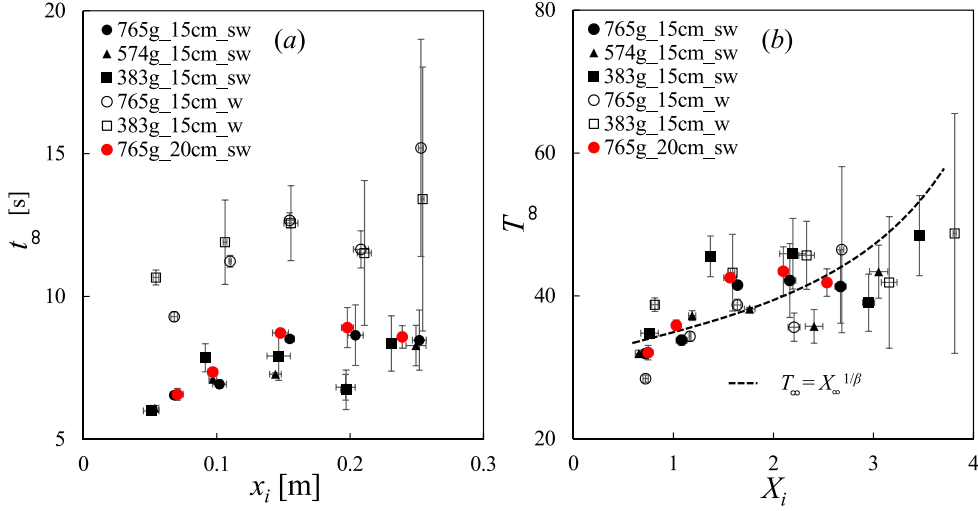 (a)
765g_15cm_sw
574g_15cm_sw
383g_15cm_sw
765g_15cm_w
383g_15cm_w
765g_20cm_sw
20
15
10
5
t∞ [s]
0
0.1
0.2
0.3
xi [m]
(b)
765g_15cm_sw
574g_15cm_sw
383g_15cm_sw
765g_15cm_w
383g_15cm_w
765g_20cm_sw
80
60
40
20
T∞
T∞ = X∞^1/β
0
1
2
3
4
Xi